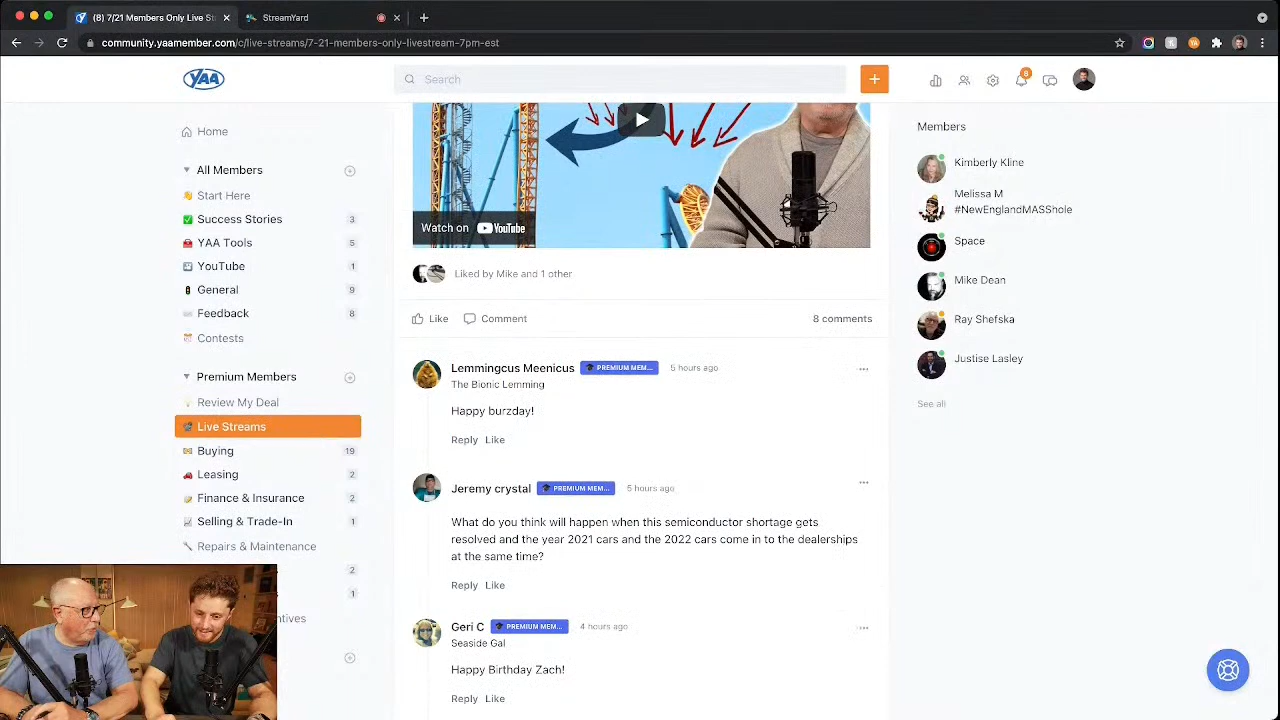 (8) 7/21 Members Only Live Str
StreamYard
community.yaamember.com/c/live-streams/7-21-members-only-livestream-7pm-est
YAA
Search
8
Home
All Members
Start Here
Success Stories 3
YAA Tools 5
YouTube 1
General 9
Feedback 8
Contests
Premium Members
Review My Deal
Live Streams
Buying 19
Leasing 2
Finance & Insurance 2
Selling & Trade-In 1
Repairs & Maintenance
2
1
Watch on YouTube
Liked by Mike and 1 other
Like Comment 8 comments
Lemmingcus Meenicus PREMIUM MEM... 5 hours ago
The Bionic Lemming
Happy burzday!
Reply Like
Jeremy crystal PREMIUM MEM... 5 hours ago
What do you think will happen when this semiconductor shortage gets
resolved and the year 2021 cars and the 2022 cars come in to the dealerships
at the same time?
Reply Like
Geri C PREMIUM MEM... 4 hours ago
Seaside Gal
Happy Birthday Zach!
Reply Like
Members
Kimberly Kline
Melissa M
#NewEnglandMASShole
Space
Mike Dean
Ray Shefska
Justise Lasley
See all